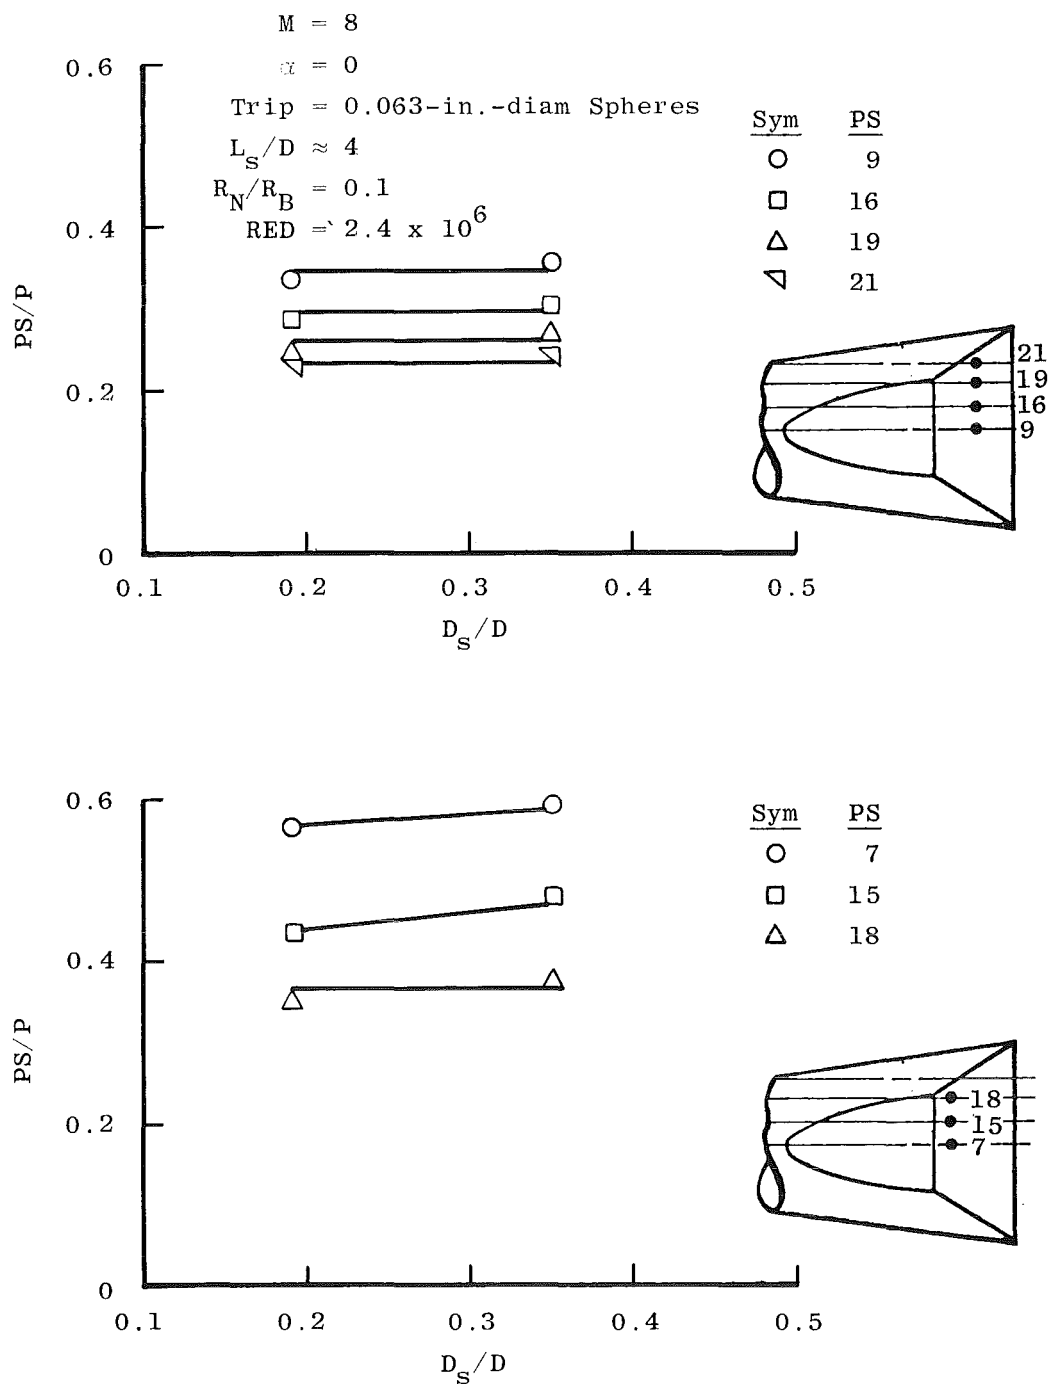 M = 8
α = 0
Trip = 0.063-in.-diam Spheres
L_s/D ≈ 4
R_N/R_B = 0.1
RED = 2.4 x 10^6
Sym PS
9
16
19
21
0.6
0.4
0.2
0
PS/P
21
19
16
9
0.1 0.2 0.3 0.4 0.5
D_s/D
Sym PS
7
15
18
0.6
0.4
0.2
0
PS/P
18
15
7
0.1 0.2 0.3 0.4 0.5
D_s/D